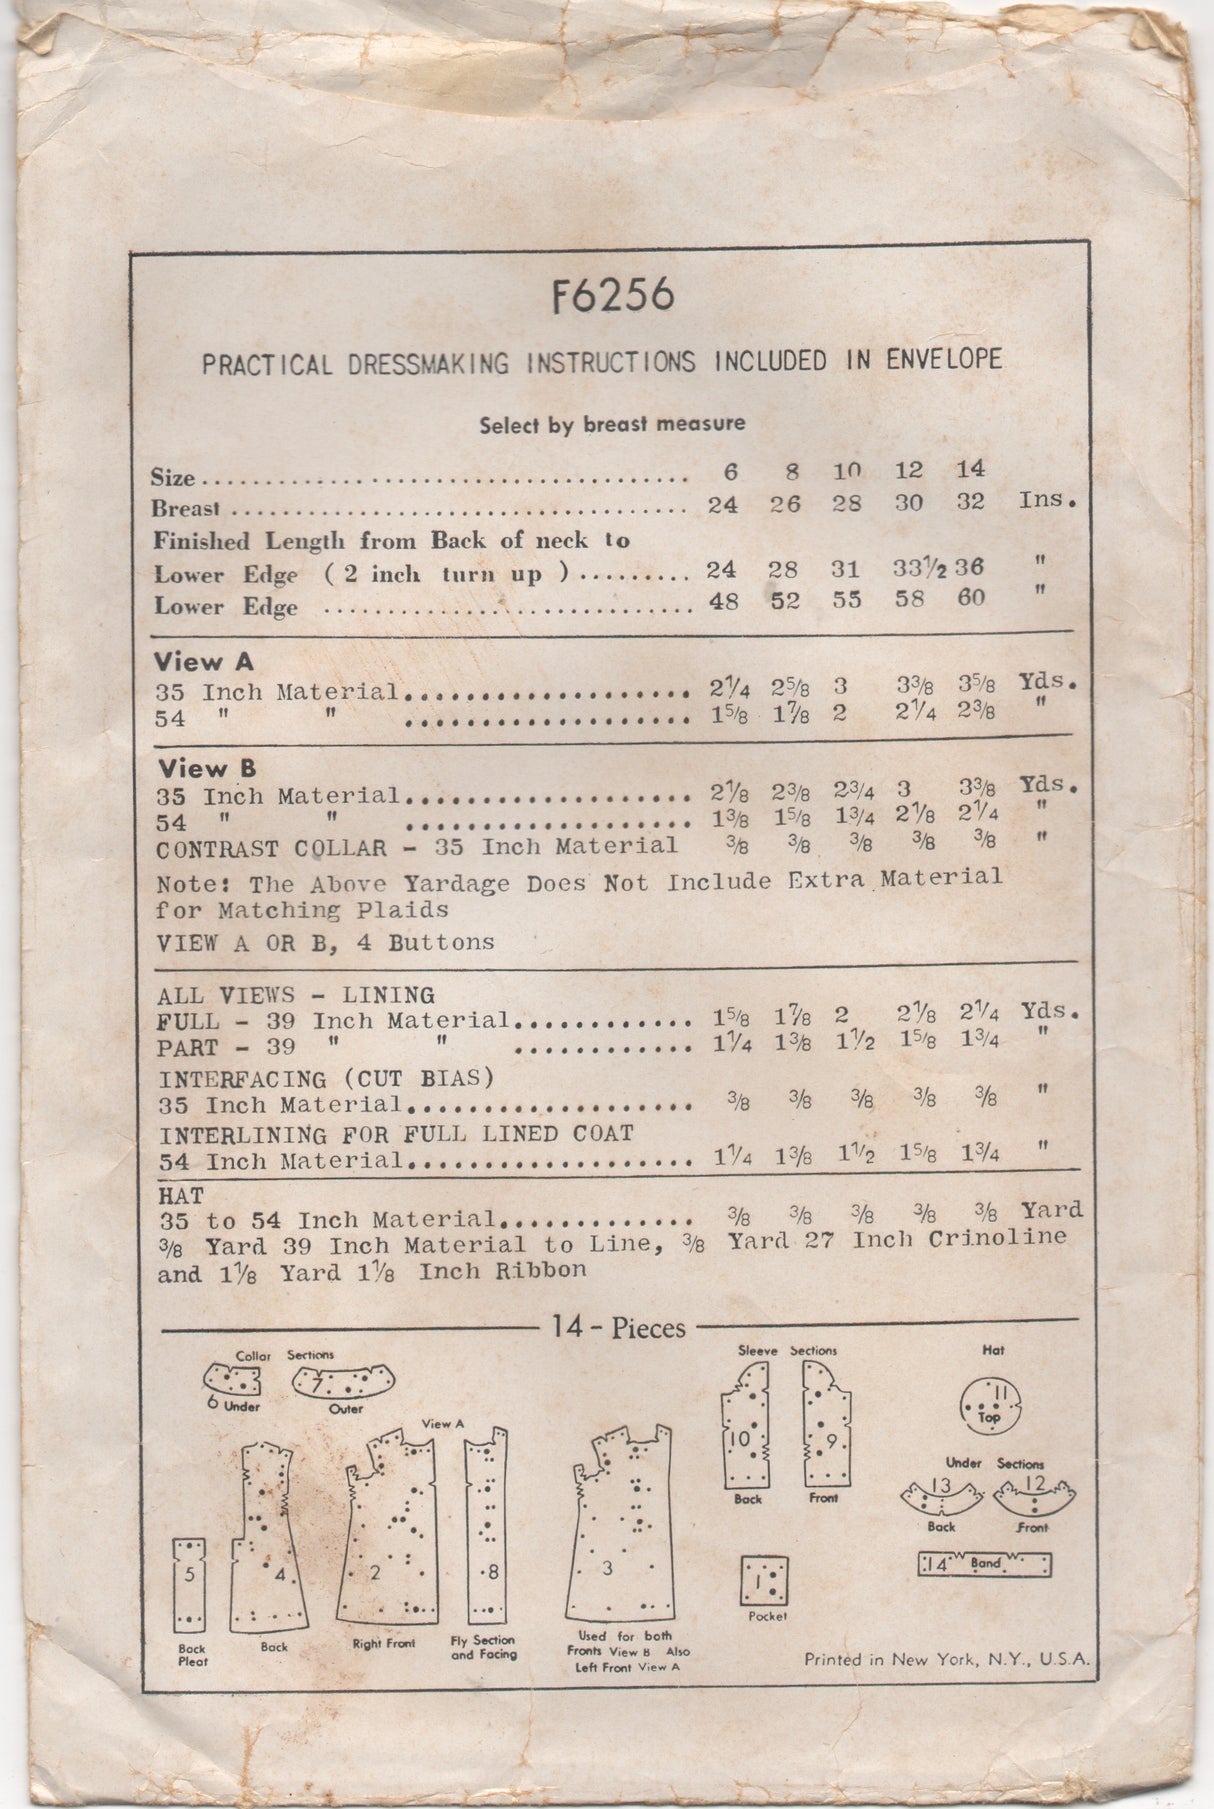 F6256
PRACTICAL DRESSMAKING INSTRUCTIONS INCLUDED IN ENVELOPE
Select by breast measure
Size ........ 6 8 10 12 14
Breast ........ 24 26 28 30 32 Ins.
Finished Length from Back of neck to
Lower Edge ( 2 inch turn up ) ......... 24 28 31 33½ 36 "
Lower Edge ........ 48 52 55 58 60 "
View A
35 Inch Material........ 2¼ 2⅝ 3 3⅜ 3⅝ Yds.
54 " " ........ 1⅝ 1⅞ 2 2¼ 2⅜ "
View B
35 Inch Material........ 2⅛ 2⅜ 2¾ 3 3⅜ Yds.
54 " " ........ 1⅜ 1⅝ 1¾ 2⅛ 2¼ "
CONTRAST COLLAR - 35 Inch Material ⅜ ⅜ ⅜ ⅜ ⅜ "
Note: The Above Yardage Does Not Include Extra Material
for Matching Plaids
VIEW A OR B, 4 Buttons
ALL VIEWS - LINING
FULL - 39 Inch Material............ 1⅝ 1⅞ 2 2⅛ 2¼ Yds.
PART - 39 " " ............ 1¼ 1⅜ 1½ 1⅝ 1¾ "
INTERFACING (CUT BIAS)
35 Inch Material........ ⅜ ⅜ ⅜ ⅜ ⅜ "
INTERLINING FOR FULL LINED COAT
54 Inch Material........ 1¼ 1⅜ 1½ 1⅝ 1¾ "
HAT
35 to 54 Inch Material............. ⅜ ⅜ ⅜ ⅜ ⅜ Yard
⅜ Yard 39 Inch Material to Line, ⅜ Yard 27 Inch Crinoline
and 1⅛ Yard 1⅛ Inch Ribbon
14 - Pieces
Collar Sections
6 Under
7
Outer
View A
5
Back
Pleat
4
Back
2
Right Front
8
Fly Section
and Facing
3
Used for both
Fronts View B Also
Left Front View A
Sleeve Sections
10
Back
9
Front
1
Pocket
Hat
11
Top
Under Sections
13
Back
12
Front
14 Band
Printed in New York, N.Y., U.S.A.